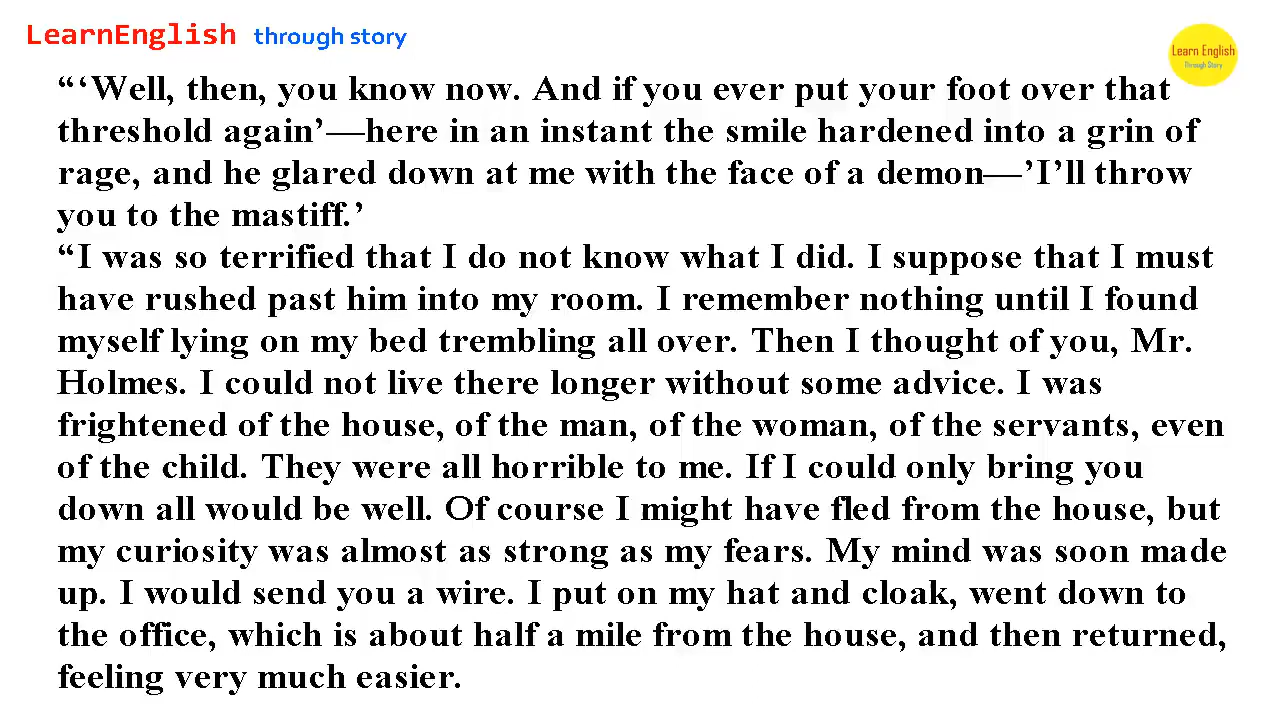 LearnEnglish through story
Learn English
Through Story
“‘Well, then, you know now. And if you ever put your foot over that
threshold again’—here in an instant the smile hardened into a grin of
rage, and he glared down at me with the face of a demon—’I’ll throw
you to the mastiff.’
“I was so terrified that I do not know what I did. I suppose that I must
have rushed past him into my room. I remember nothing until I found
myself lying on my bed trembling all over. Then I thought of you, Mr.
Holmes. I could not live there longer without some advice. I was
frightened of the house, of the man, of the woman, of the servants, even
of the child. They were all horrible to me. If I could only bring you
down all would be well. Of course I might have fled from the house, but
my curiosity was almost as strong as my fears. My mind was soon made
up. I would send you a wire. I put on my hat and cloak, went down to
the office, which is about half a mile from the house, and then returned,
feeling very much easier.